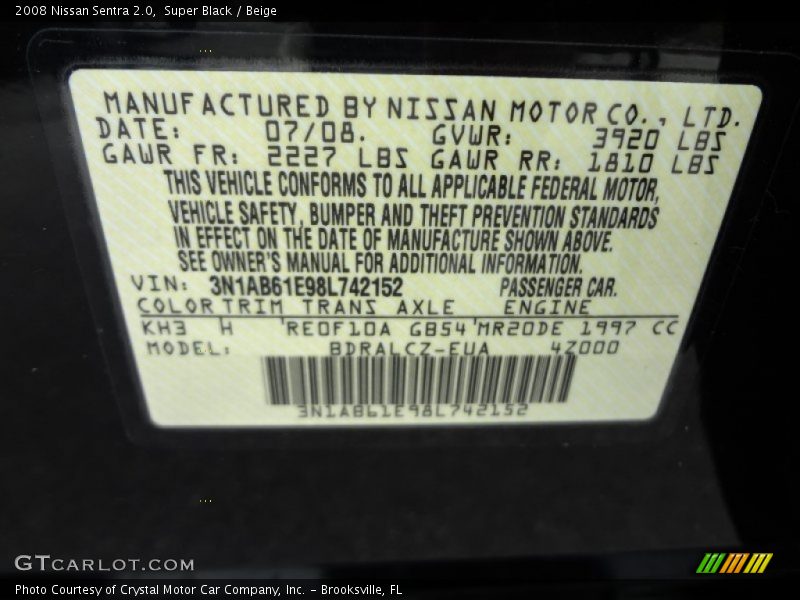 2008 Nissan Sentra 2.0,  Super Black / Beige
MANUFACTURED BY NISSAN MOTOR CO., LTD.
DATE: 07/08. GVWR: 3920 LBS
GAWR FR: 2227 LBS GAWR RR: 1810 LBS
THIS VEHICLE CONFORMS TO ALL APPLICABLE FEDERAL MOTOR,
VEHICLE SAFETY, BUMPER AND THEFT PREVENTION STANDARDS
IN EFFECT ON THE DATE OF MANUFACTURE SHOWN ABOVE.
SEE OWNER'S MANUAL FOR ADDITIONAL INFORMATION.
VIN: 3N1AB61E98L742152 PASSENGER CAR.
COLOR TRIM TRANS AXLE ENGINE
KH3 H RE0F10A GB54 MR20DE 1997 CC
MODEL: BDRALCZ-EUA 4Z000
3N1AB61E98L742152
GTCARLOT.COM
Photo Courtesy of Crystal Motor Car Company, Inc. – Brooksville, FL